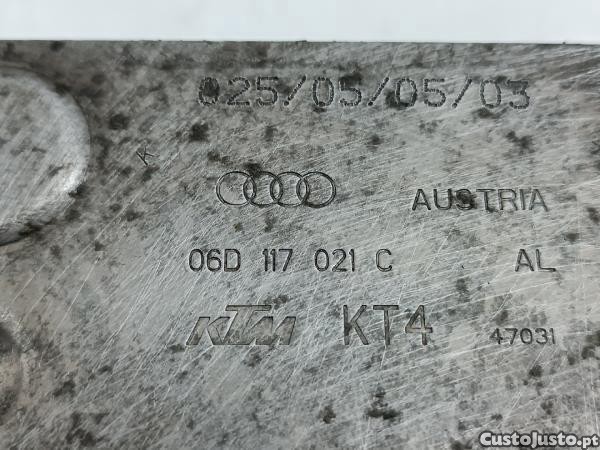 025/05/05/03
K
AUSTRIA
06D 117 021 C AL
KTM KT4 47031
CustoJusto.pt